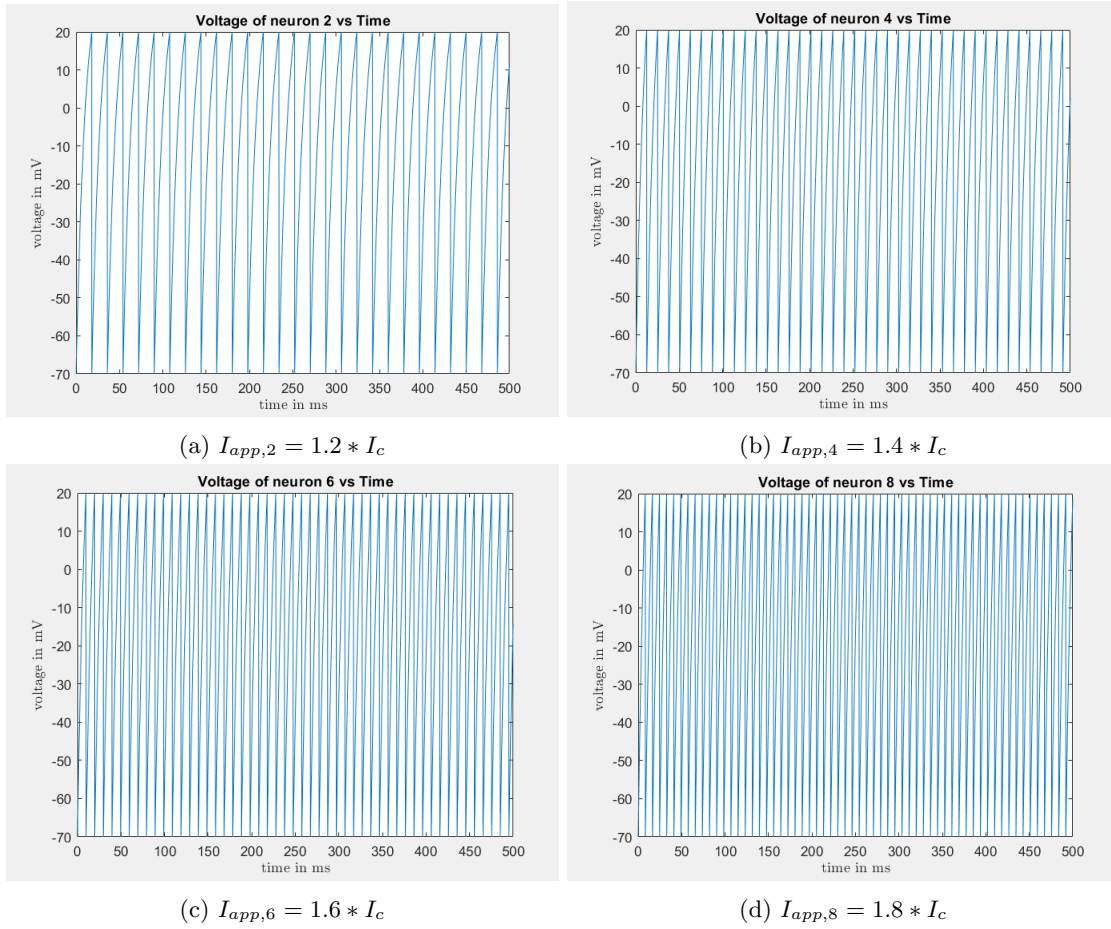 Voltage of neuron 2 vs Time
voltage in mV
20
10
0
-10
-20
-30
-40
-50
-60
-70
0 50 100 150 200 250 300 350 400 450 500
time in ms
(a) I_{app,2} = 1.2 * I_c
Voltage of neuron 4 vs Time
voltage in mV
20
10
0
-10
-20
-30
-40
-50
-60
-70
0 50 100 150 200 250 300 350 400 450 500
time in ms
(b) I_{app,4} = 1.4 * I_c
Voltage of neuron 6 vs Time
voltage in mV
20
10
0
-10
-20
-30
-40
-50
-60
-70
0 50 100 150 200 250 300 350 400 450 500
time in ms
(c) I_{app,6} = 1.6 * I_c
Voltage of neuron 8 vs Time
voltage in mV
20
10
0
-10
-20
-30
-40
-50
-60
-70
0 50 100 150 200 250 300 350 400 450 500
time in ms
(d) I_{app,8} = 1.8 * I_c